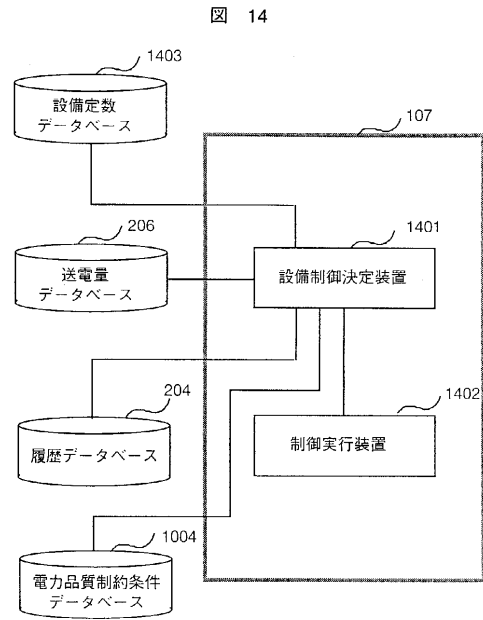 図 14
1403
設備定数
データベース
107
206
送電量
データベース
1401
設備制御決定装置
204
履歴データベース
1402
制御実行装置
1004
電力品質制約条件
データベース